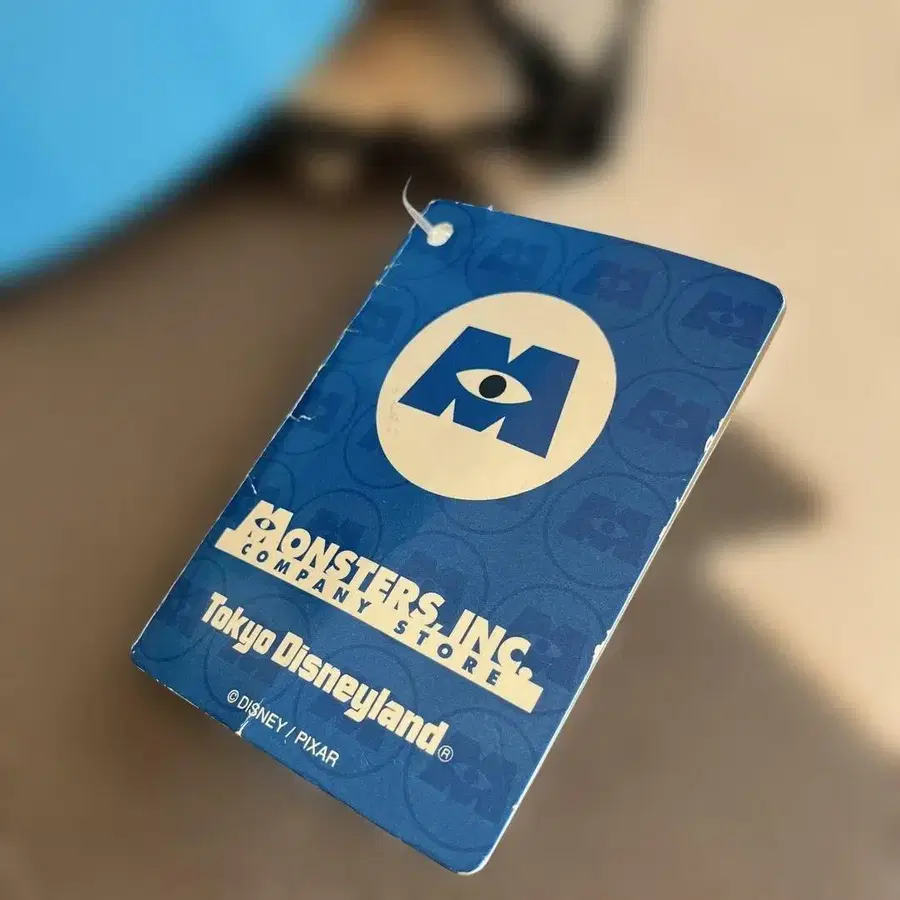 M
MONSTERS, INC.
COMPANY STORE
Tokyo Disneyland®
© DISNEY / PIXAR